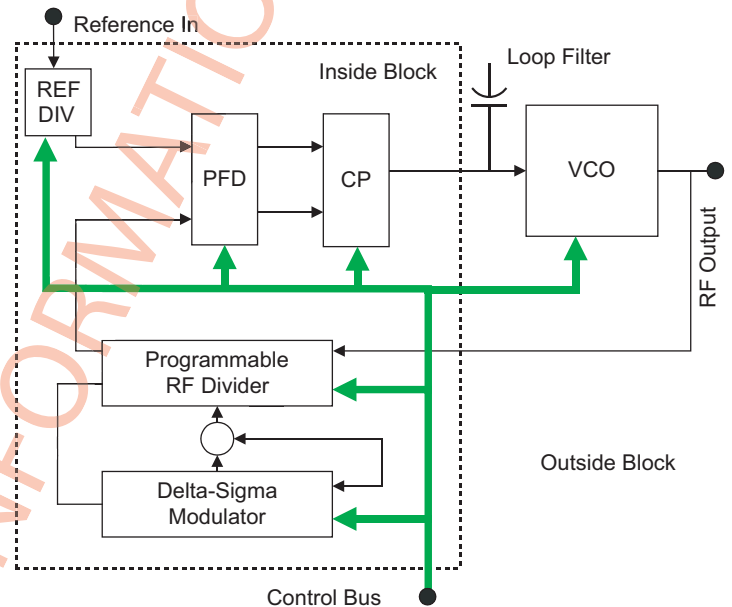 Reference In
Loop Filter
Inside Block
REF
DIV
PFD
CP
VCO
RF Output
Programmable
RF Divider
Delta-Sigma
Modulator
Outside Block
Control Bus
NFORMATIO